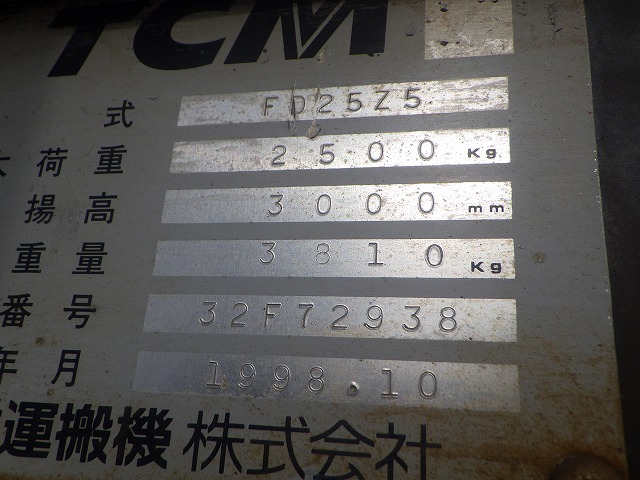 TCM
式 FD25Z5
荷重 2500 Kg
揚高 3000 mm
重量 3810 Kg
番号 32F72938
年月 1998.10
運搬機株式会社